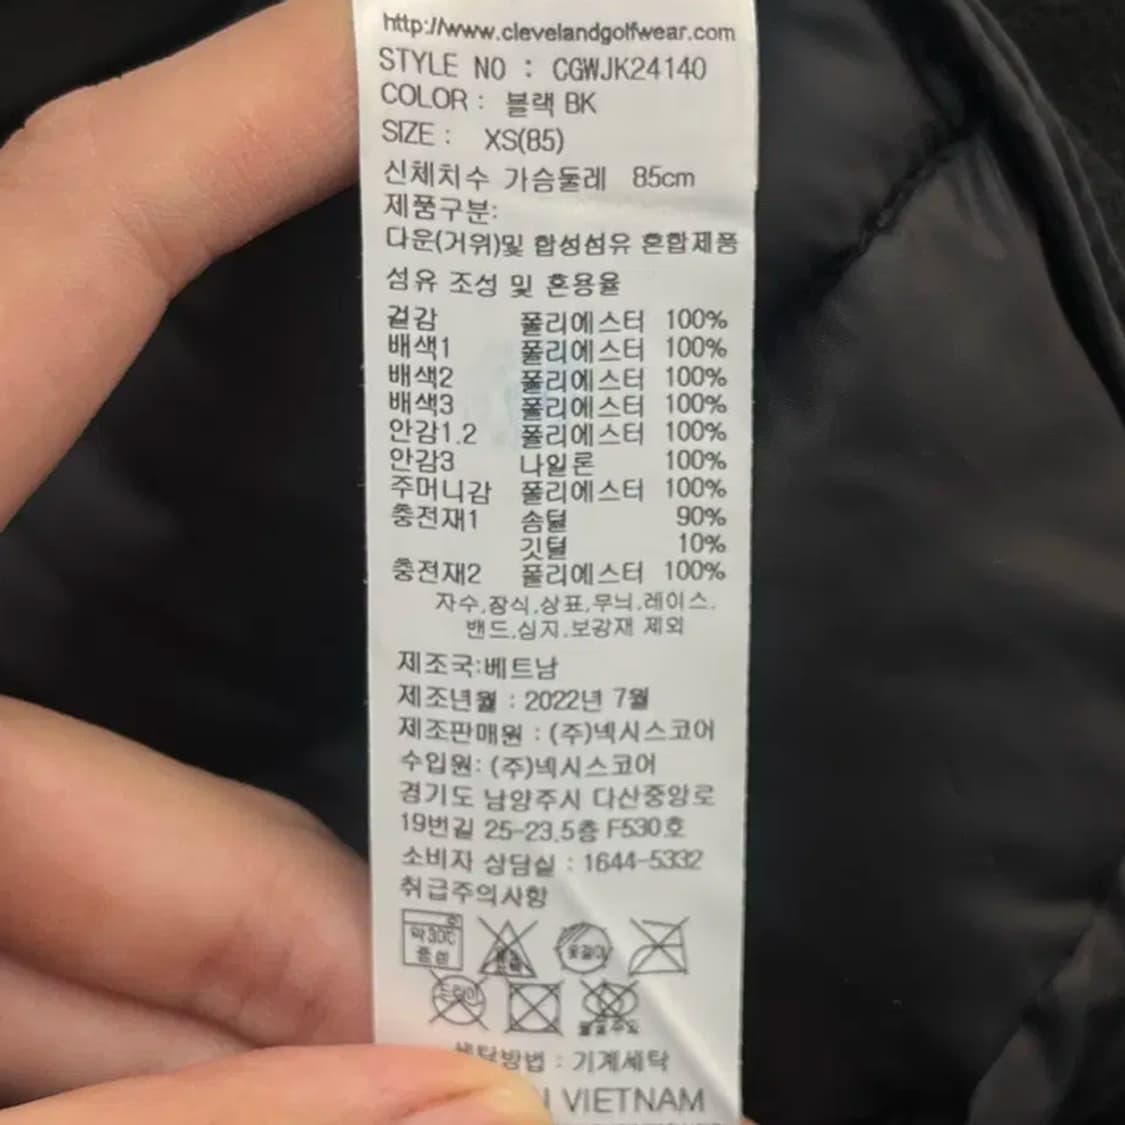 http://www.clevelandgolfwear.com
STYLE NO : CGWJK24140
COLOR : 블랙 BK
SIZE : XS(85)
신체치수 가슴둘레 85cm
제품구분:
다운(거위)및 합성섬유 혼합제품
섬유 조성 및 혼용율
겉감 폴리에스터 100%
배색1 폴리에스터 100%
배색2 폴리에스터 100%
배색3 폴리에스터 100%
안감1.2 폴리에스터 100%
안감3 나일론 100%
주머니감 폴리에스터 100%
충전재1 솜털 90%
깃털 10%
충전재2 폴리에스터 100%
자수,장식,상표,무늬,레이스,
밴드,심지,보강재 제외
제조국:베트남
제조년월 : 2022년 7월
제조판매원 : (주)넥시스코어
수입원: (주)넥시스코어
경기도 남양주시 다산중앙로
19번길 25-23,5층 F530호
소비자 상담실 : 1644-5332
취급주의사항
약30℃ 옷걸이
중성
드라이
세탁방법 : 기계세탁
VIETNAM